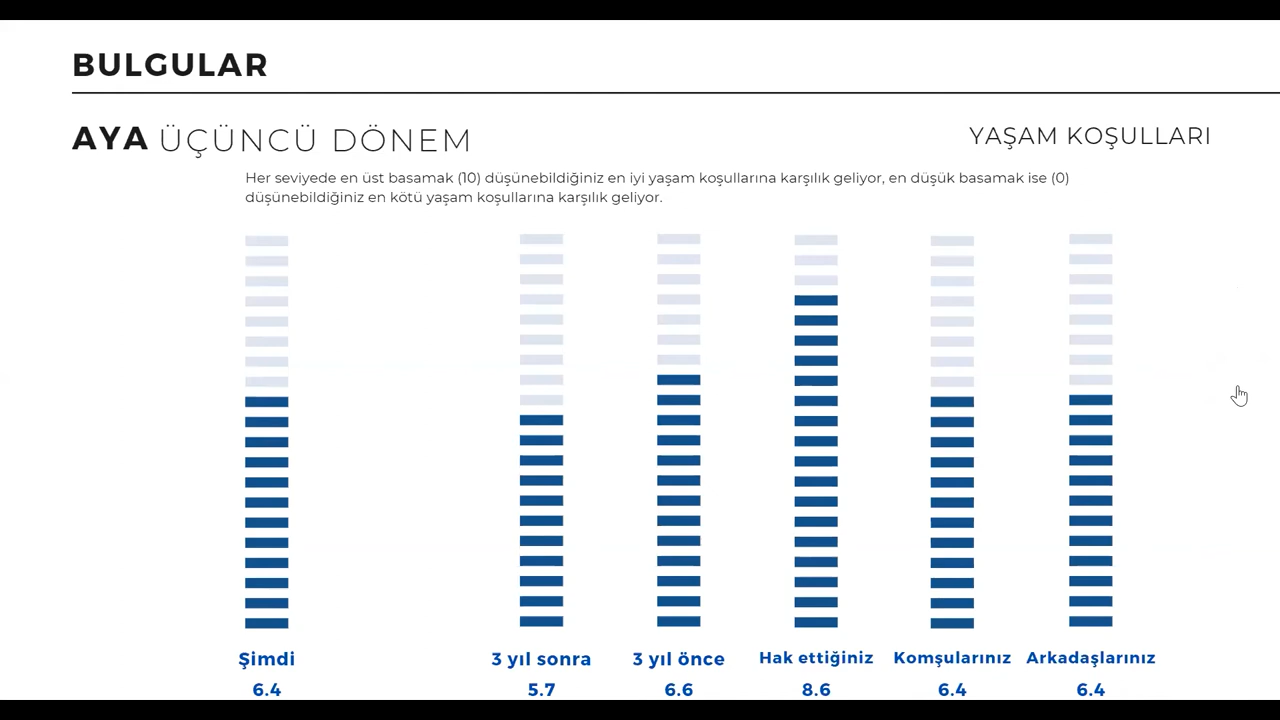 BULGULAR
AYA ÜÇÜNCÜ DÖNEM
YAŞAM KOŞULLARI
Her seviyede en üst basamak (10) düşünebildiğiniz en iyi yaşam koşullarına karşılık geliyor, en düşük basamak ise (0)
düşünebildiğiniz en kötü yaşam koşullarına karşılık geliyor.
Şimdi 3 yıl sonra 3 yıl önce Hak ettiğiniz Komşularınız Arkadaşlarınız
6.4 5.7 6.6 8.6 6.4 6.4